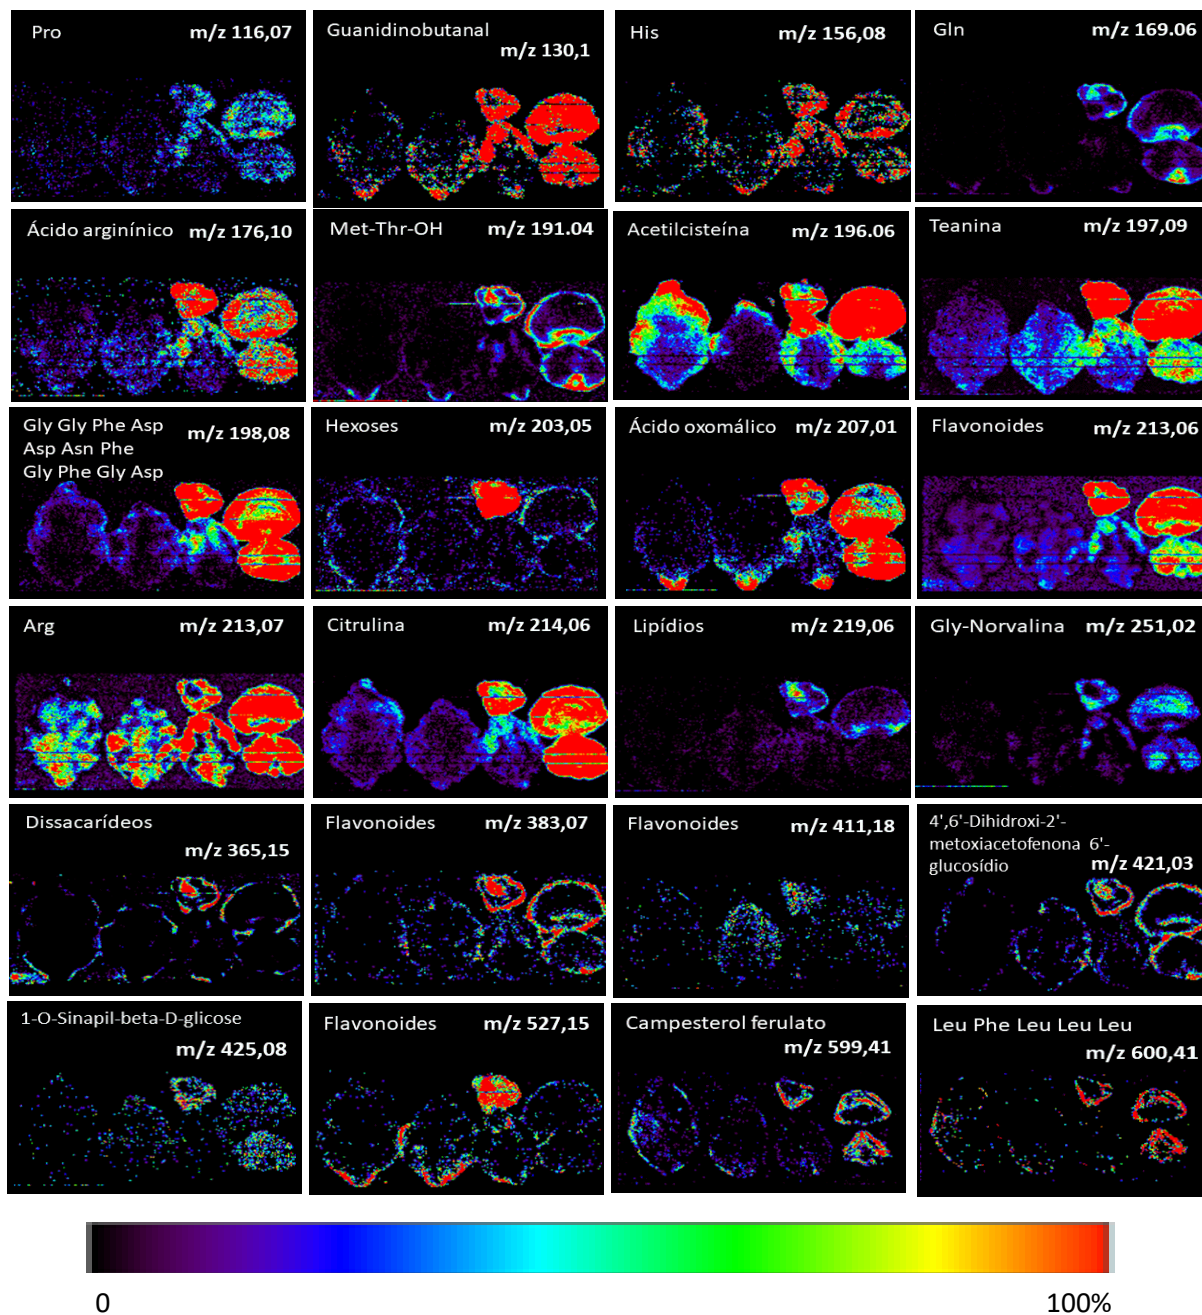 Pro m/z 116,07
Guanidinobutanal
m/z 130,1
His m/z 156,08
Gln m/z 169.06
Ácido arginínico m/z 176,10
Met-Thr-OH m/z 191.04
Acetilcisteína m/z 196.06
Teanina m/z 197,09
Gly Gly Phe Asp m/z 198,08
Asp Asn Phe
Gly Phe Gly Asp
Hexoses m/z 203,05
Ácido oxomálico m/z 207,01
Flavonoides m/z 213,06
Arg m/z 213,07
Citrulina m/z 214,06
Lipídios m/z 219,06
Gly-Norvalina m/z 251,02
Dissacarídeos
m/z 365,15
Flavonoides m/z 383,07
Flavonoides m/z 411,18
4',6'-Dihidroxi-2'-
metoxiacetofenona 6'-
glucosídio m/z 421,03
1-O-Sinapil-beta-D-glicose
m/z 425,08
Flavonoides m/z 527,15
Campesterol ferulato
m/z 599,41
Leu Phe Leu Leu Leu
m/z 600,41
0 100%